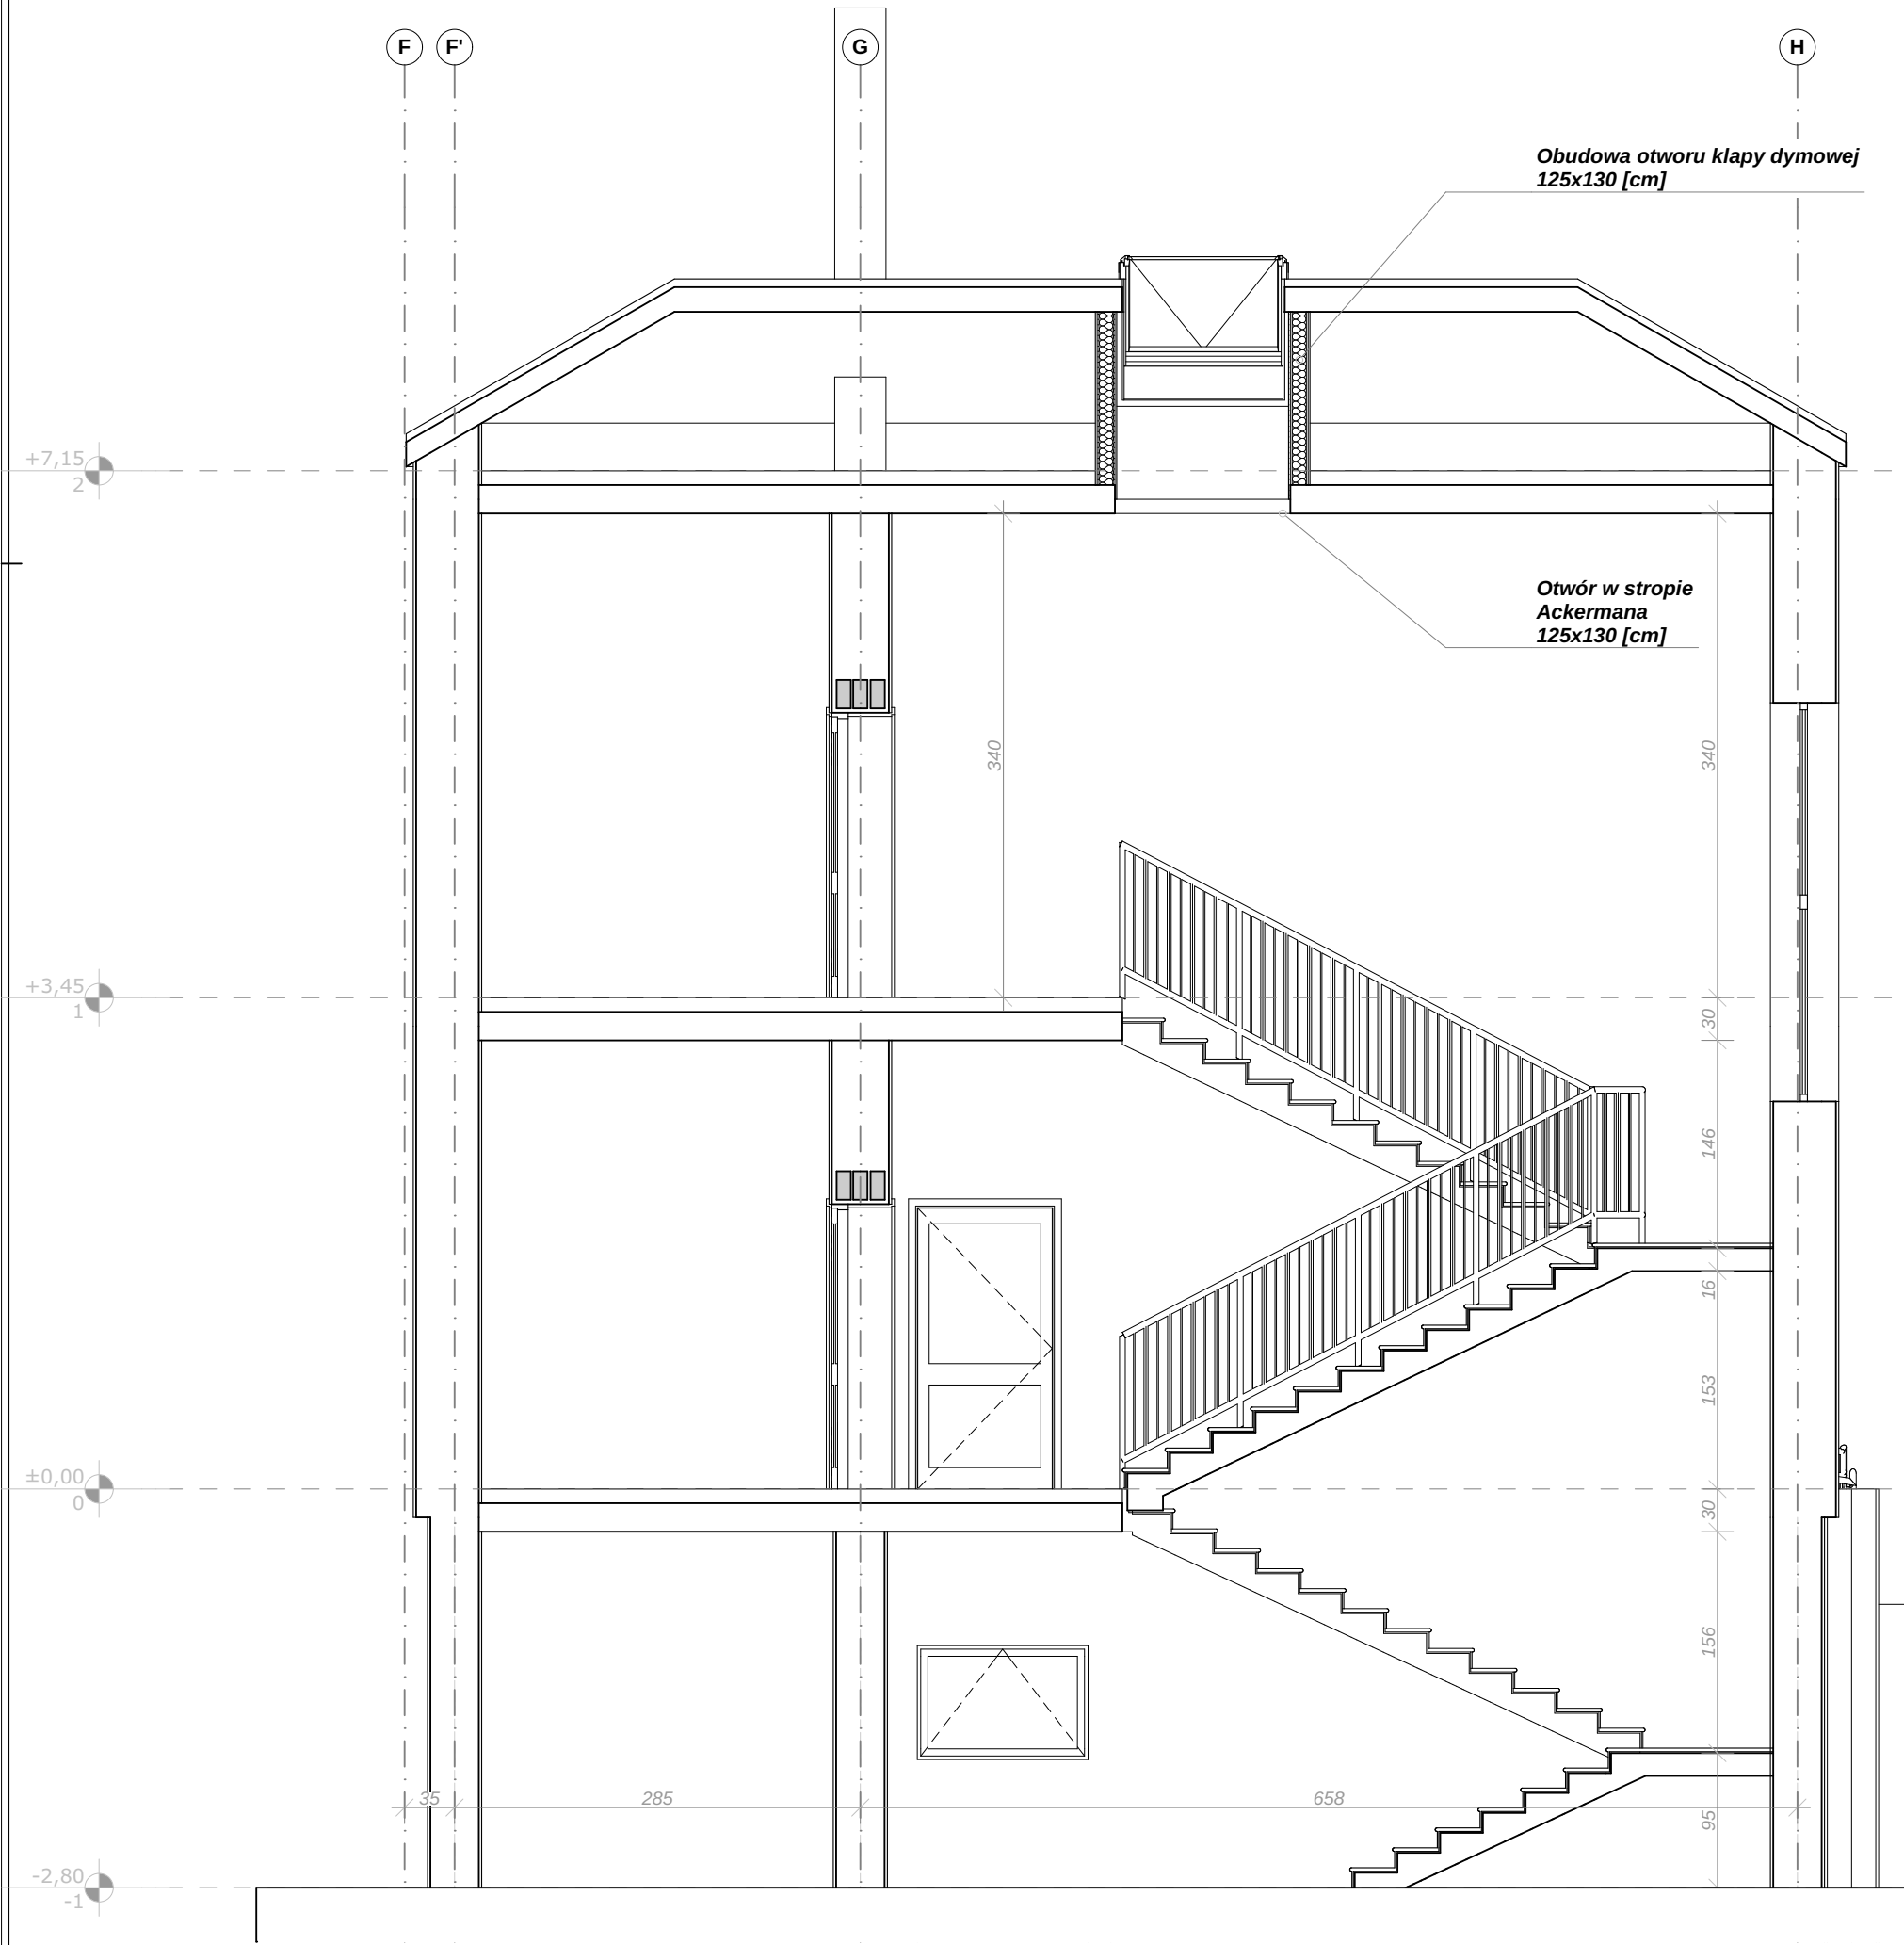 F F' G H
Obudowa otworu klapy dymowej
125x130 [cm]
+7,15
2
Otwór w stropie
Ackermana
125x130 [cm]
340 340
+3,45
1
30
146
16
153
±0,00
0
30
156
35 285 658
95
-2,80
-1